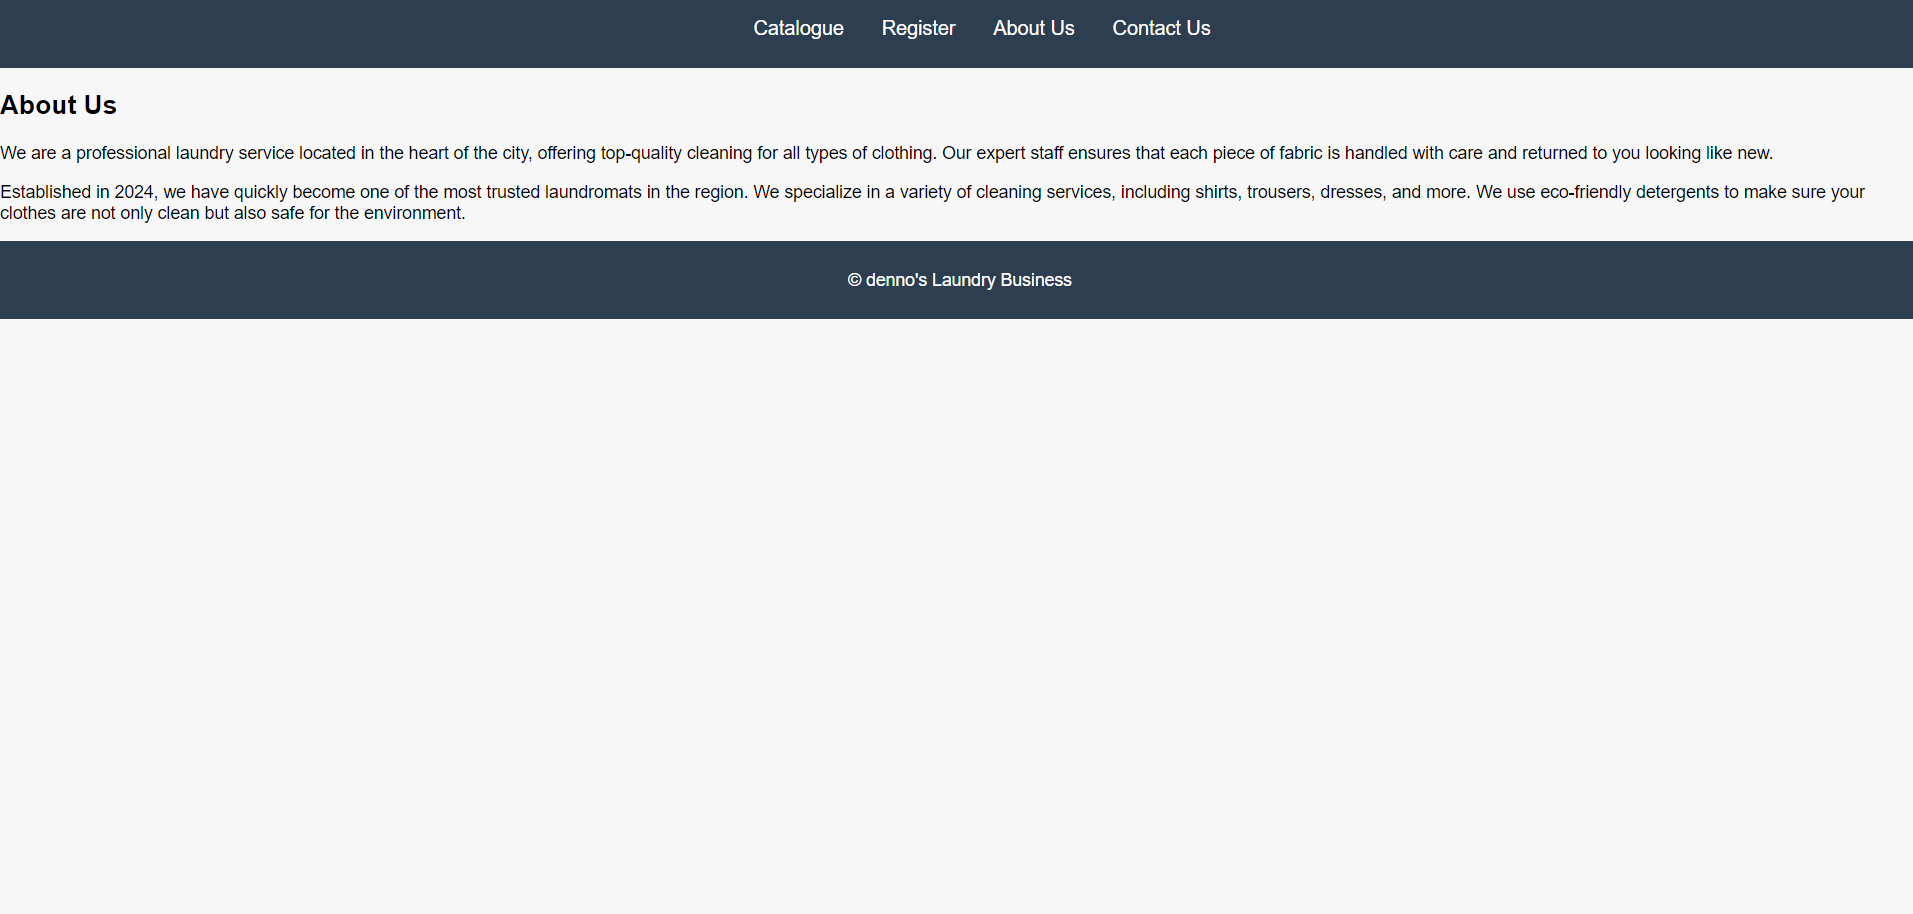 Catalogue Register About Us Contact Us
About Us
We are a professional laundry service located in the heart of the city, offering top-quality cleaning for all types of clothing. Our expert staff ensures that each piece of fabric is handled with care and returned to you looking like new.
Established in 2024, we have quickly become one of the most trusted laundromats in the region. We specialize in a variety of cleaning services, including shirts, trousers, dresses, and more. We use eco-friendly detergents to make sure your
clothes are not only clean but also safe for the environment.
© denno's Laundry Business